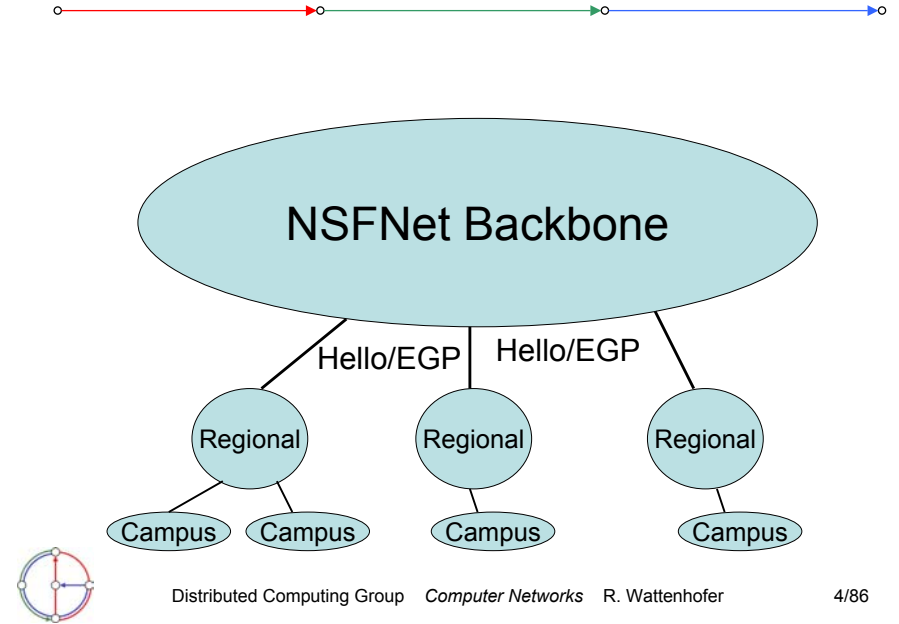 NSFNet Backbone
Hello/EGP Hello/EGP
Regional Regional Regional
Campus Campus Campus Campus
Distributed Computing Group Computer Networks R. Wattenhofer 4/86